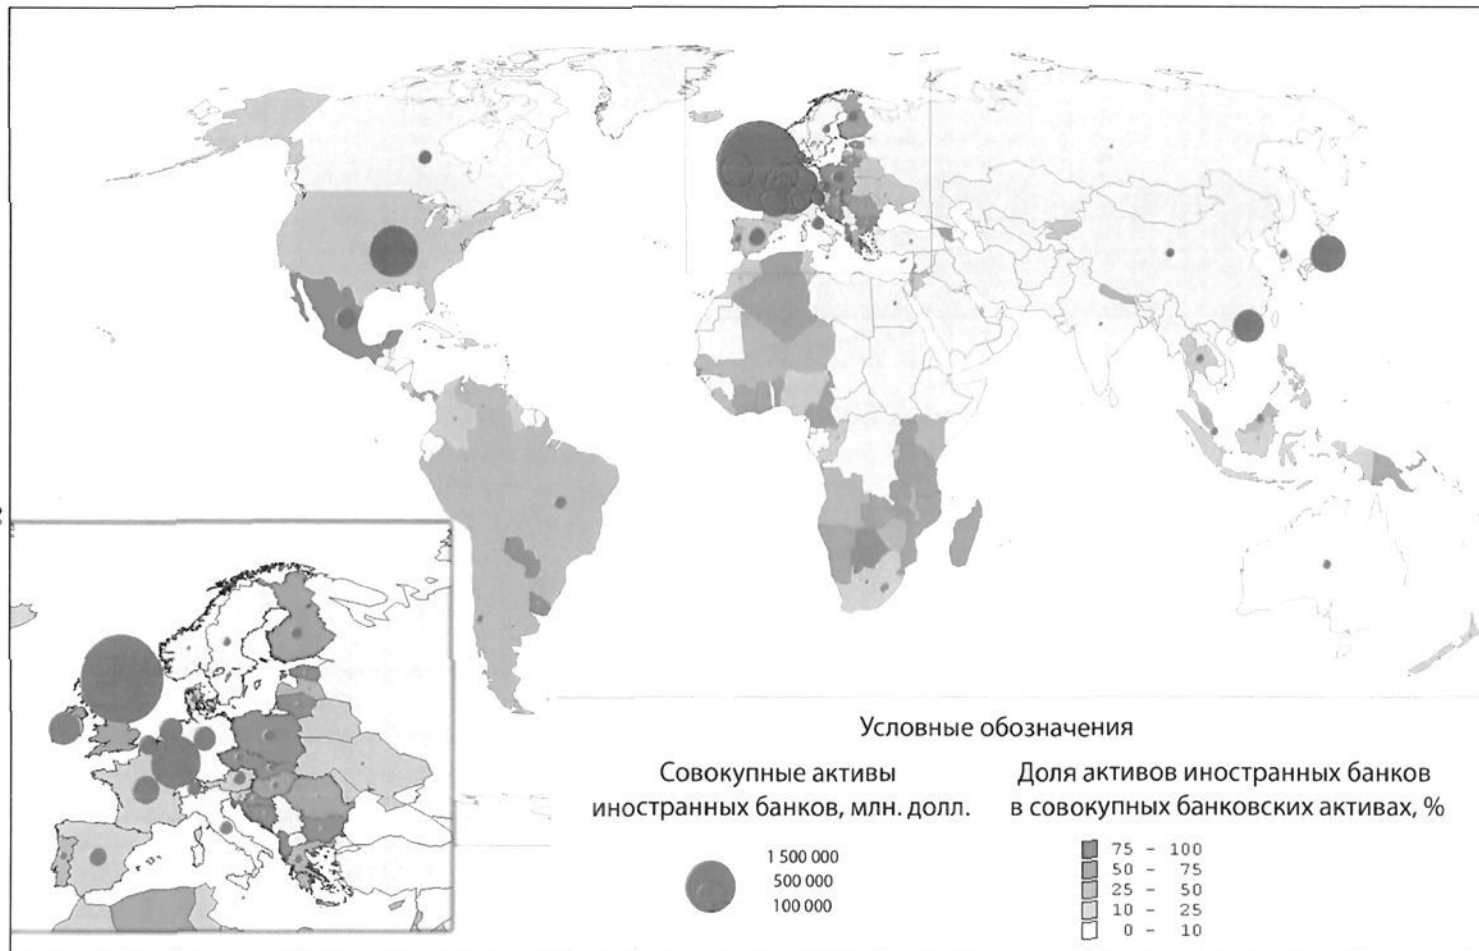 Условные обозначения
Совокупные активы
иностранных банков, млн. долл.
1 500 000
500 000
100 000
Доля активов иностранных банков
в совокупных банковских активах, %
75 - 100
50 - 75
25 - 50
10 - 25
0 - 10